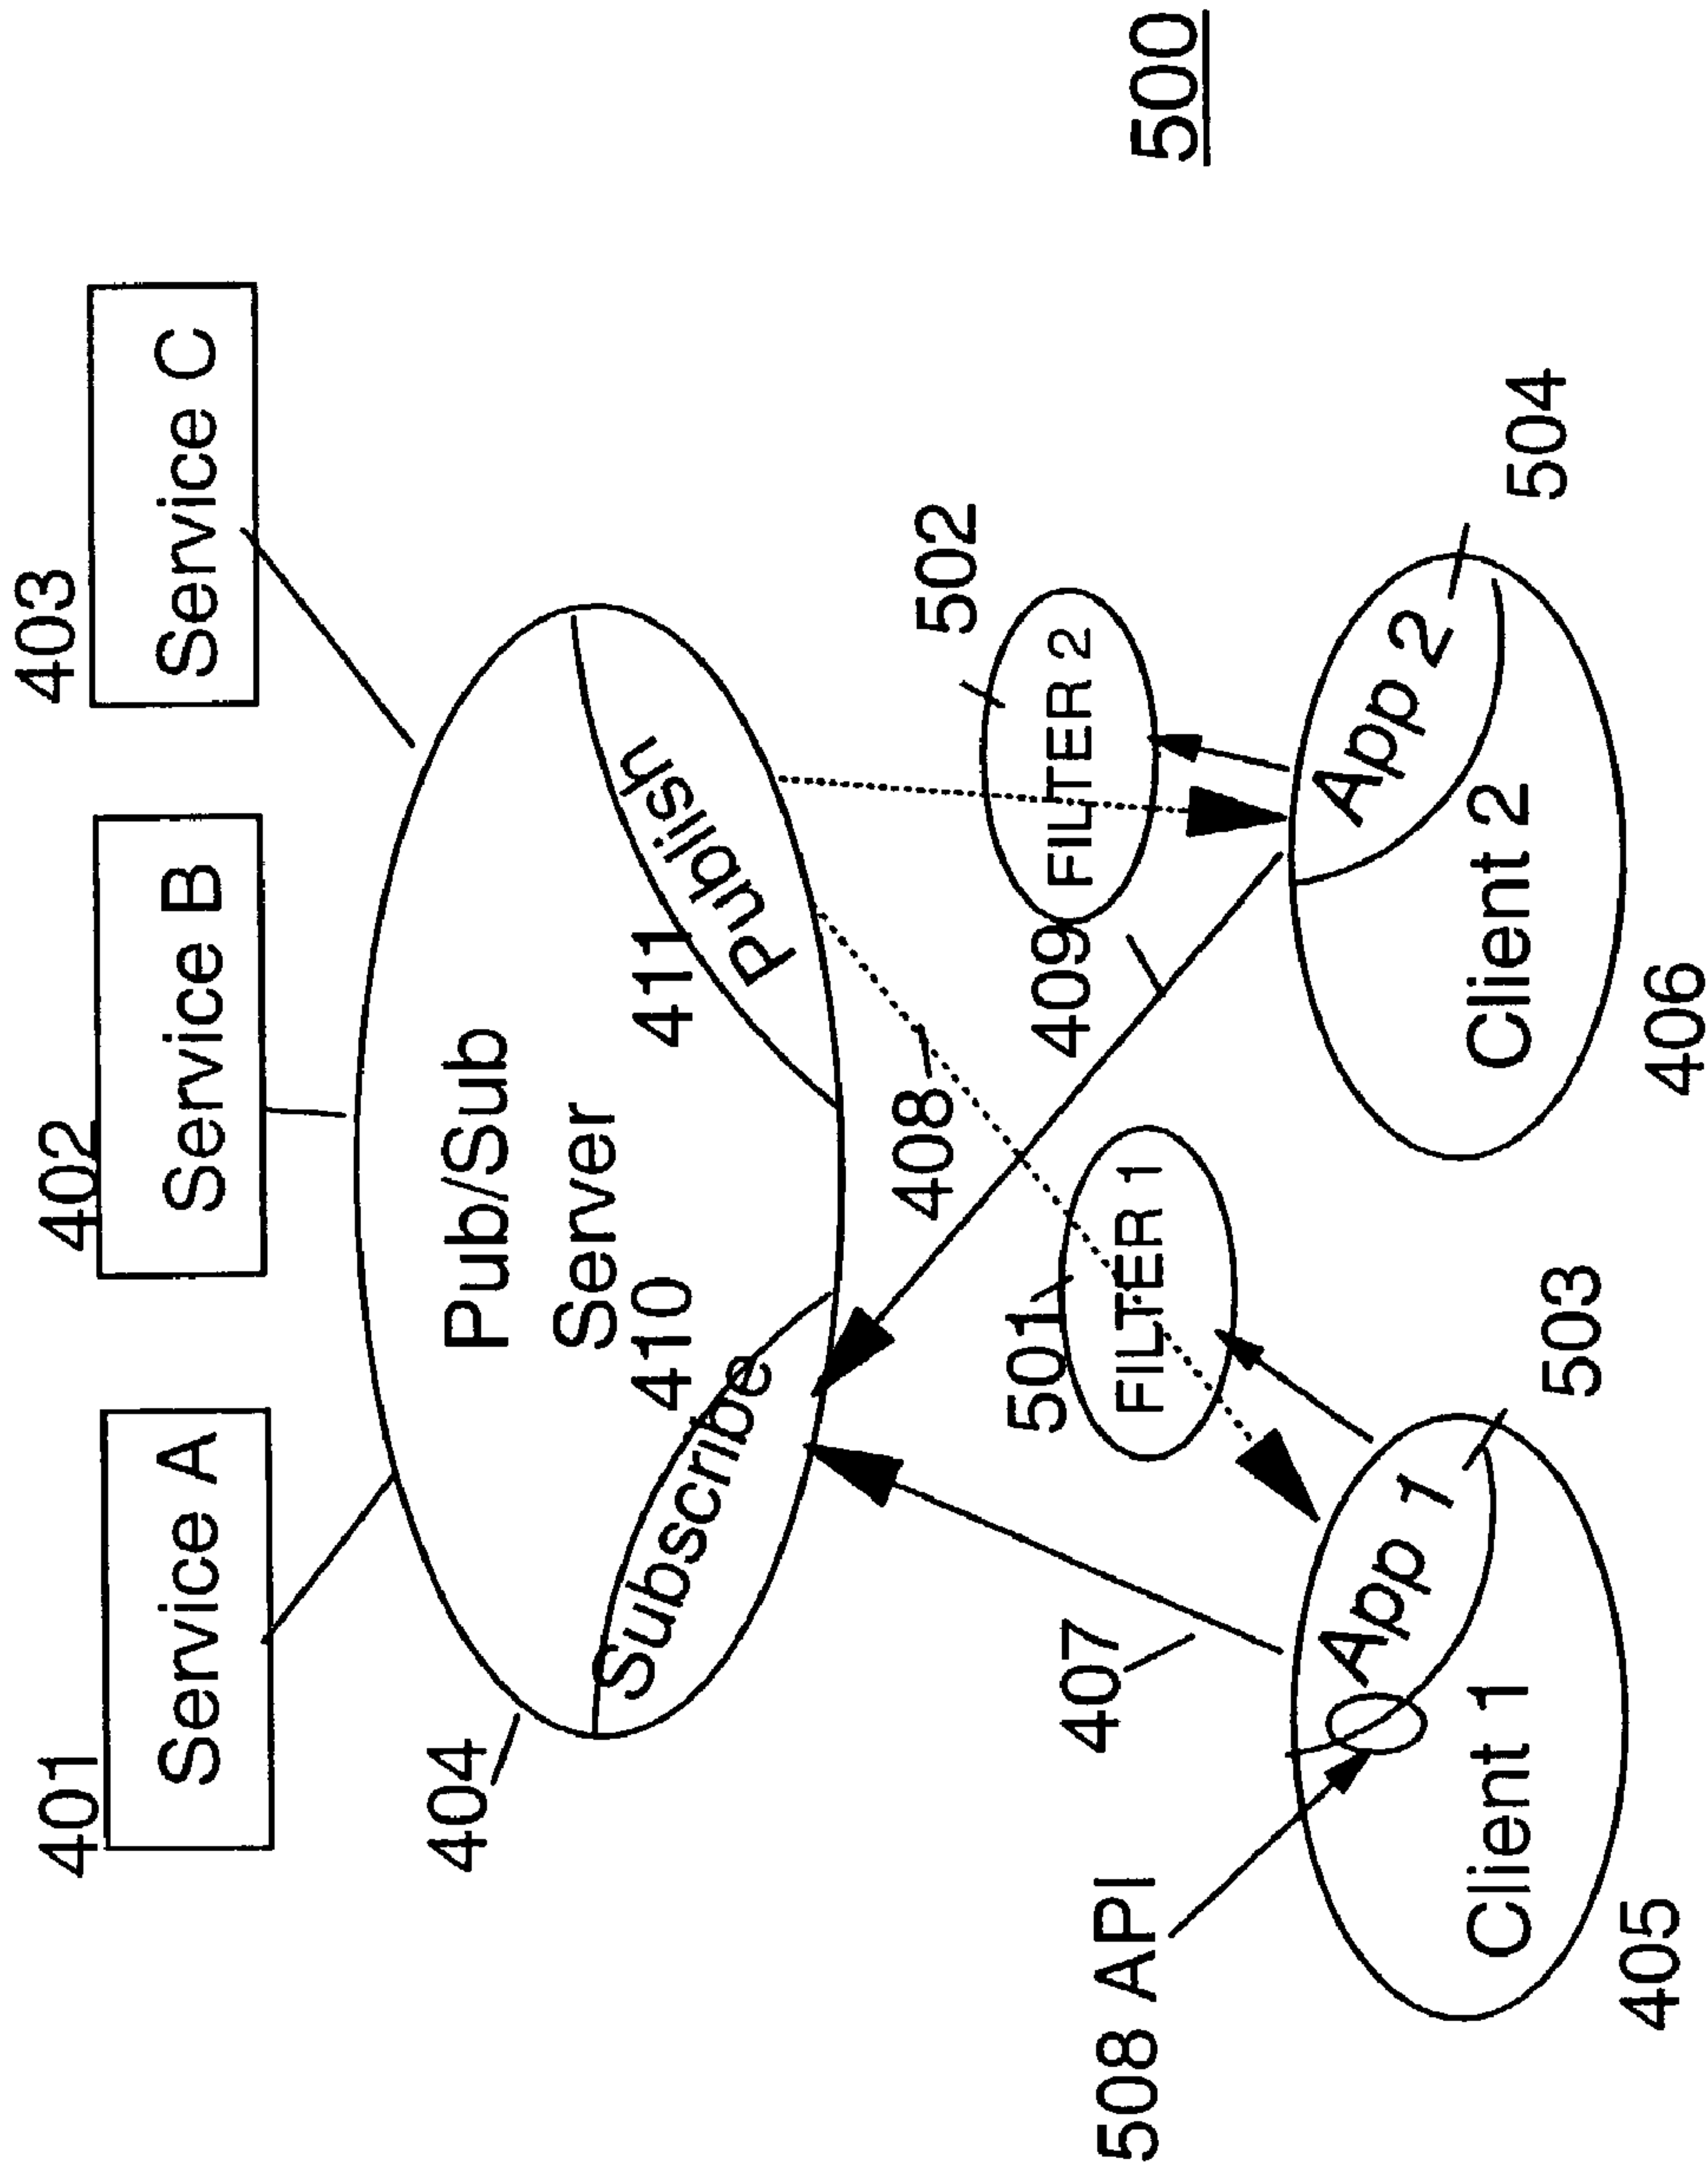 401
Service A
402
Service B
403
Service C
404
Pub/Sub
Server
410
Subscribe
411
Publish
408
409
407
501
FILTER 1
502
FILTER 2
508 API
App 1
Client 1
405
503
App 2
Client 2
406
504
500